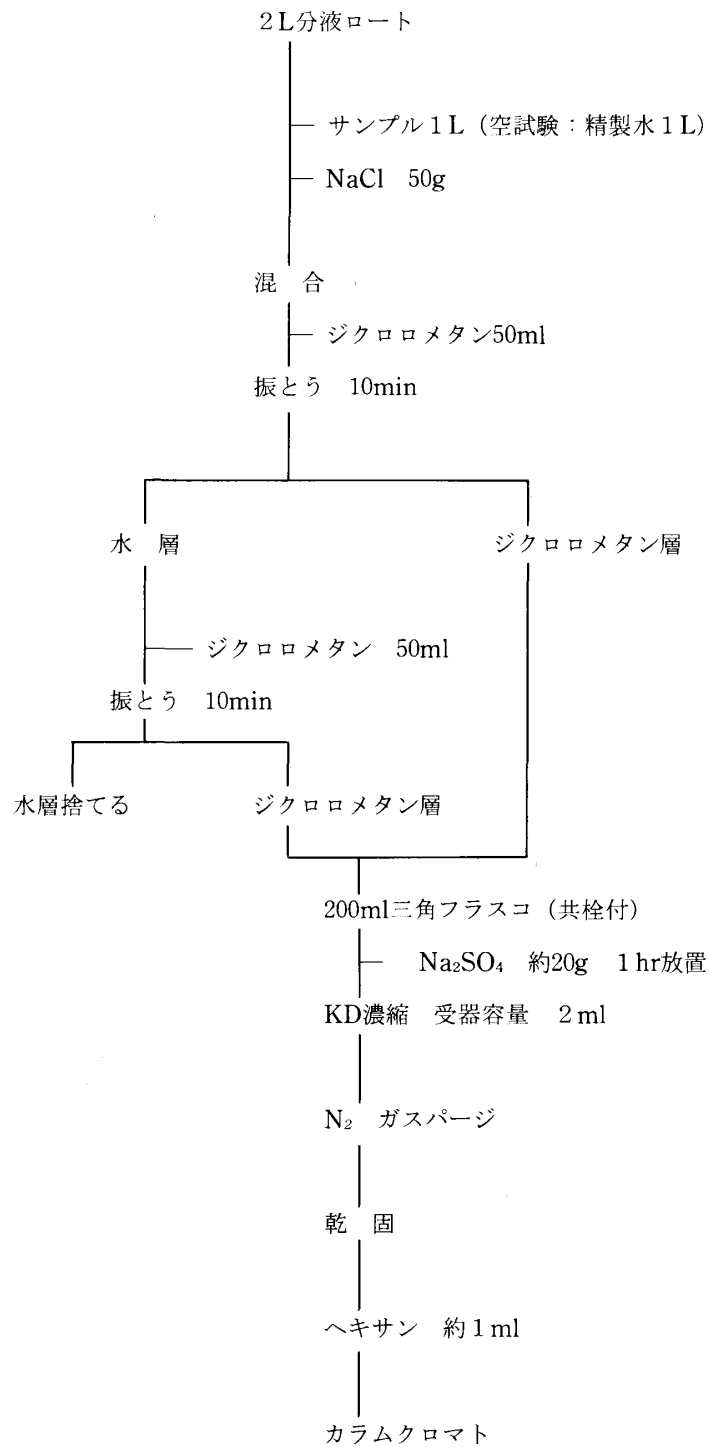 ２L分液ロート
サンプル１L（空試験：精製水１L）
NaCl　50g
混　合
ジクロロメタン50ml
振とう　10min
水　層
ジクロロメタン層
ジクロロメタン　50ml
振とう　10min
水層捨てる
ジクロロメタン層
200ml三角フラスコ（共栓付）
Na₂SO₄　約20g　１hr放置
KD濃縮　受器容量　２ml
N₂　ガスパージ
乾　固
ヘキサン　約１ml
カラムクロマト